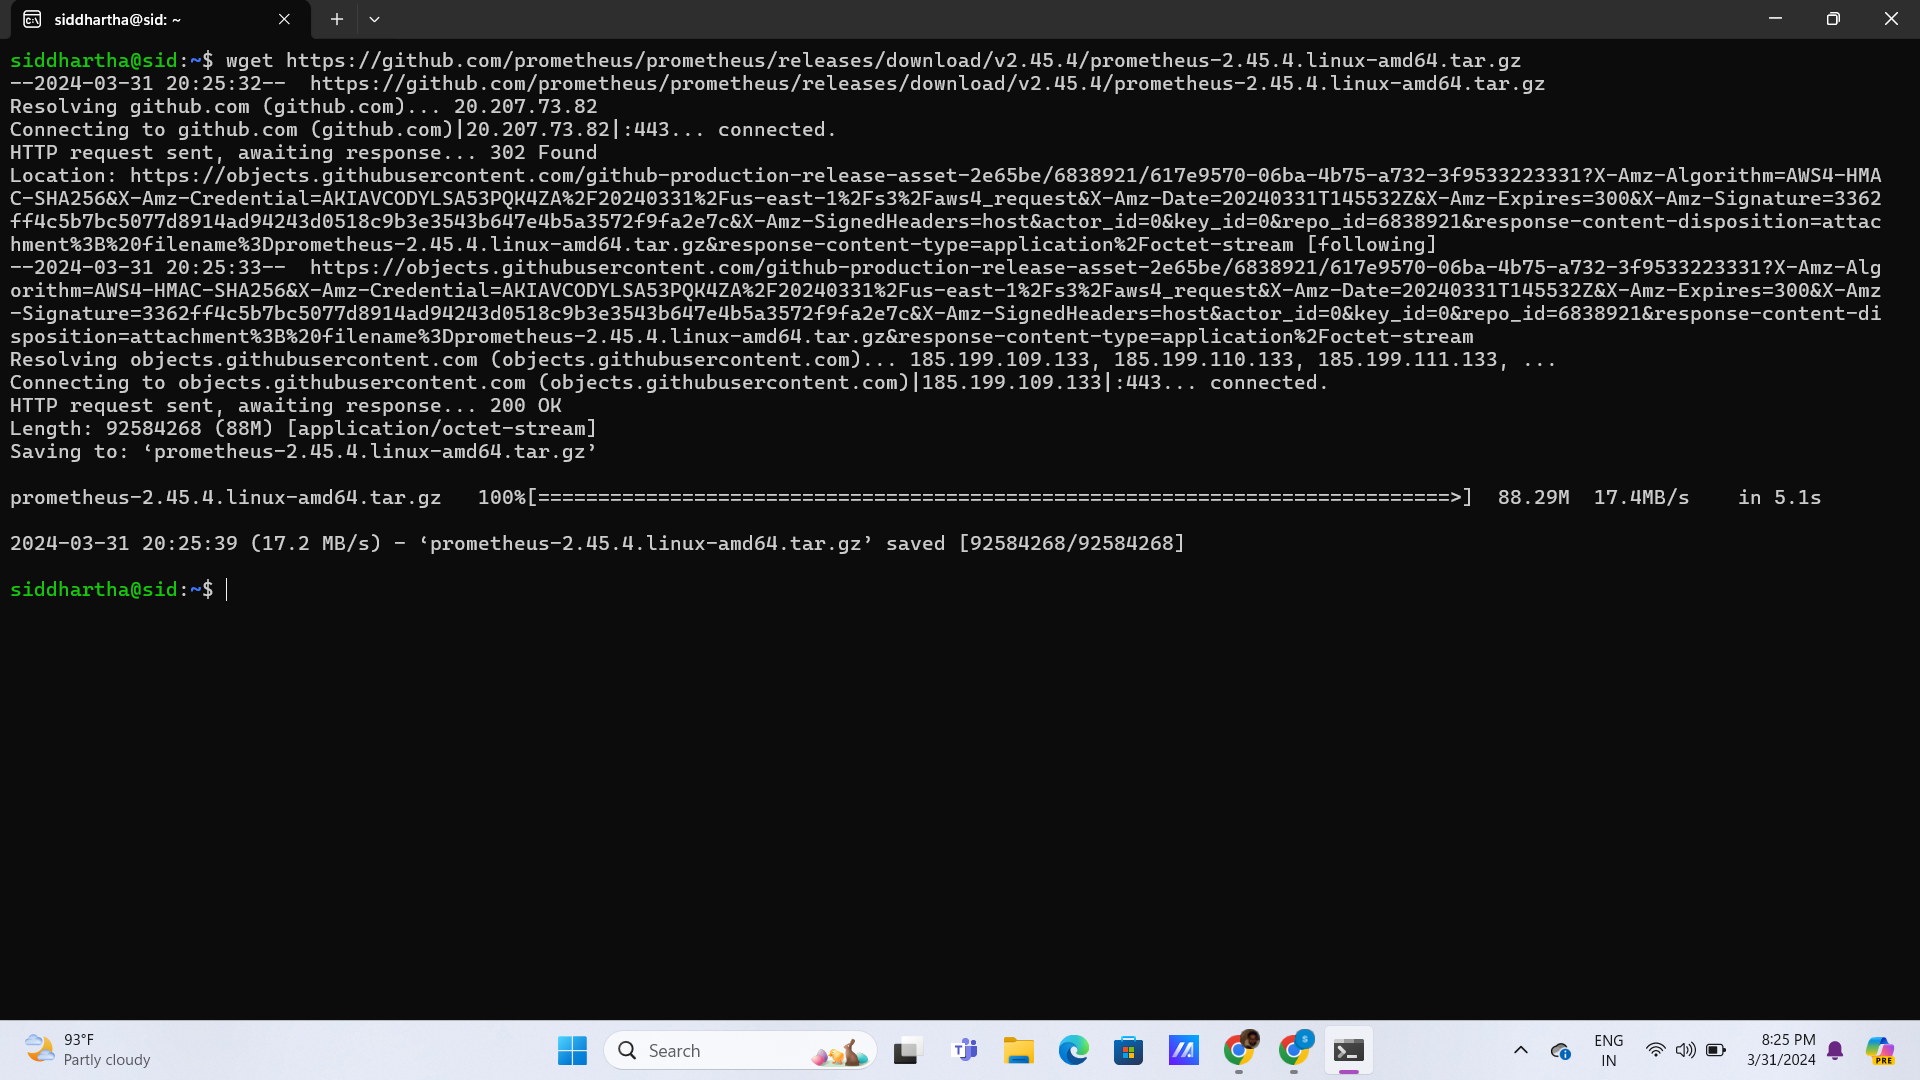 siddhartha@sid: ~
siddhartha@sid:~$ wget https://github.com/prometheus/prometheus/releases/download/v2.45.4/prometheus-2.45.4.linux-amd64.tar.gz
--2024-03-31 20:25:32--  https://github.com/prometheus/prometheus/releases/download/v2.45.4/prometheus-2.45.4.linux-amd64.tar.gz
Resolving github.com (github.com)... 20.207.73.82
Connecting to github.com (github.com)|20.207.73.82|:443... connected.
HTTP request sent, awaiting response... 302 Found
Location: https://objects.githubusercontent.com/github-production-release-asset-2e65be/6838921/617e9570-06ba-4b75-a732-3f9533223331?X-Amz-Algorithm=AWS4-HMA
C-SHA256&X-Amz-Credential=AKIAVCODYLSA53PQK4ZA%2F20240331%2Fus-east-1%2Fs3%2Faws4_request&X-Amz-Date=20240331T145532Z&X-Amz-Expires=300&X-Amz-Signature=3362
ff4c5b7bc5077d8914ad94243d0518c9b3e3543b647e4b5a3572f9fa2e7c&X-Amz-SignedHeaders=host&actor_id=0&key_id=0&repo_id=6838921&response-content-disposition=attac
hment%3B%20filename%3Dprometheus-2.45.4.linux-amd64.tar.gz&response-content-type=application%2Foctet-stream [following]
--2024-03-31 20:25:33--  https://objects.githubusercontent.com/github-production-release-asset-2e65be/6838921/617e9570-06ba-4b75-a732-3f9533223331?X-Amz-Alg
orithm=AWS4-HMAC-SHA256&X-Amz-Credential=AKIAVCODYLSA53PQK4ZA%2F20240331%2Fus-east-1%2Fs3%2Faws4_request&X-Amz-Date=20240331T145532Z&X-Amz-Expires=300&X-Amz
-Signature=3362ff4c5b7bc5077d8914ad94243d0518c9b3e3543b647e4b5a3572f9fa2e7c&X-Amz-SignedHeaders=host&actor_id=0&key_id=0&repo_id=6838921&response-content-di
sposition=attachment%3B%20filename%3Dprometheus-2.45.4.linux-amd64.tar.gz&response-content-type=application%2Foctet-stream
Resolving objects.githubusercontent.com (objects.githubusercontent.com)... 185.199.109.133, 185.199.110.133, 185.199.111.133, ...
Connecting to objects.githubusercontent.com (objects.githubusercontent.com)|185.199.109.133|:443... connected.
HTTP request sent, awaiting response... 200 OK
Length: 92584268 (88M) [application/octet-stream]
Saving to: ‘prometheus-2.45.4.linux-amd64.tar.gz’
prometheus-2.45.4.linux-amd64.tar.gz   100%[============================================================================>]  88.29M  17.4MB/s    in 5.1s
2024-03-31 20:25:39 (17.2 MB/s) - ‘prometheus-2.45.4.linux-amd64.tar.gz’ saved [92584268/92584268]
siddhartha@sid:~$
93°F
Partly cloudy
Search
ENG
IN
8:25 PM
3/31/2024
PRE